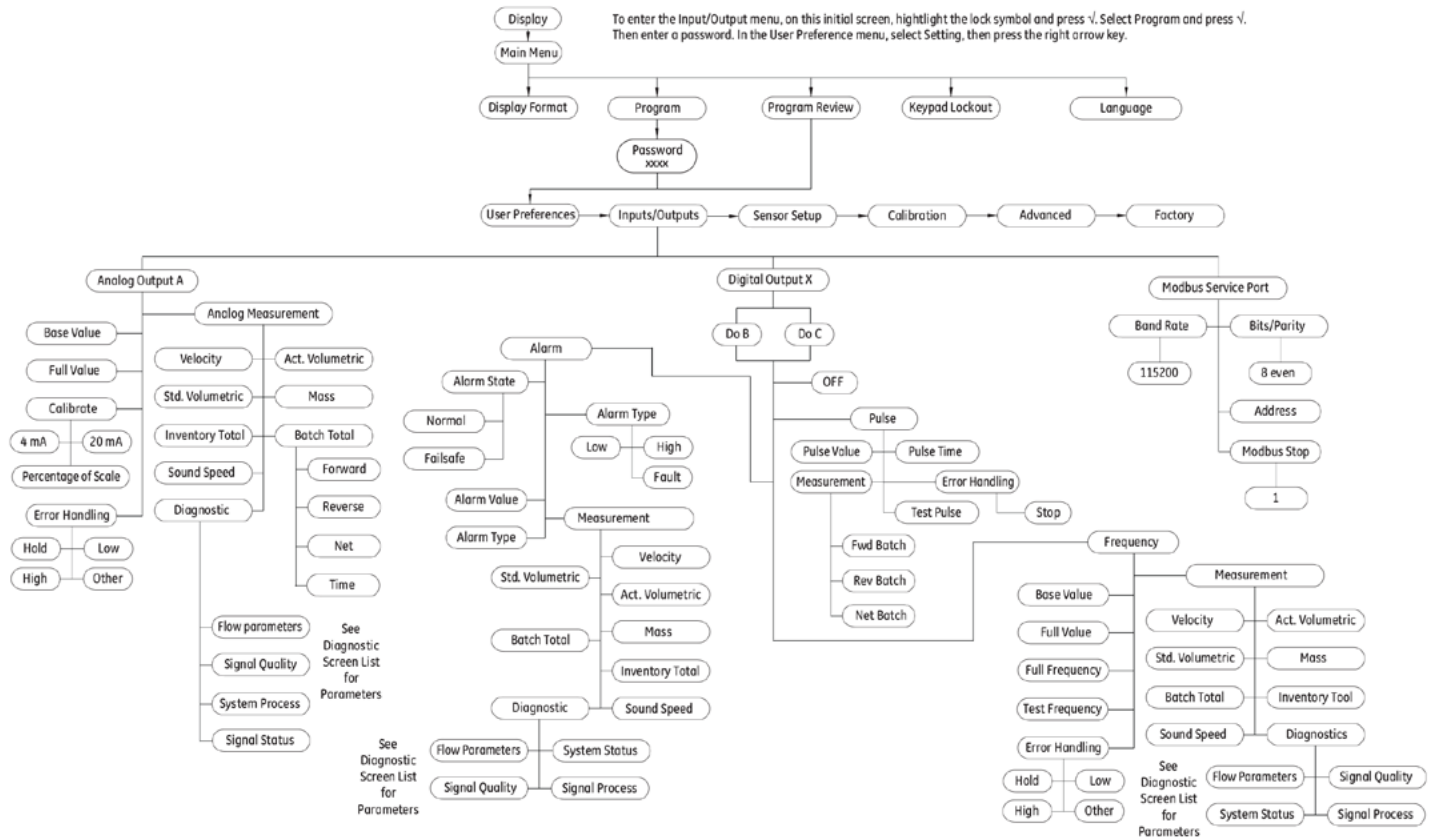 Display
To enter the Input/Output menu, on this initial screen, hightlight the lock symbol and press √. Select Program and press √.
Then enter a password. In the User Preference menu, select Setting, then press the right arrow key.
Main Menu
Display Format
Program
Program Review
Keypad Lockout
Language
Password
xxxx
User Preferences
Inputs/Outputs
Sensor Setup
Calibration
Advanced
Factory
Analog Output A
Analog Measurement
Base Value
Full Value
Calibrate
4 mA
20 mA
Percentage of Scale
Error Handling
Hold
Low
High
Other
Velocity
Act. Volumetric
Std. Volumetric
Mass
Inventory Total
Batch Total
Sound Speed
Forward
Reverse
Net
Time
Diagnostic
Flow parameters
Signal Quality
System Process
Signal Status
See
Diagnostic
Screen List
for
Parameters
Digital Output X
Do B
Do C
OFF
Alarm
Alarm State
Normal
Failsafe
Alarm Type
Low
High
Fault
Alarm Value
Alarm Type
Measurement
Velocity
Std. Volumetric
Act. Volumetric
Mass
Batch Total
Inventory Total
Diagnostic
Sound Speed
Flow Parameters
System Status
Signal Quality
Signal Process
See
Diagnostic
Screen List
for
Parameters
Pulse
Pulse Value
Pulse Time
Measurement
Error Handling
Test Pulse
Stop
Fwd Batch
Rev Batch
Net Batch
Frequency
Measurement
Base Value
Full Value
Full Frequency
Test Frequency
Error Handling
Hold
Low
High
Other
Velocity
Act. Volumetric
Std. Volumetric
Mass
Batch Total
Inventory Tool
Sound Speed
Diagnostics
Flow Parameters
Signal Quality
System Status
Signal Process
See
Diagnostic
Screen List
for
Parameters
Modbus Service Port
Band Rate
Bits/Parity
115200
8 even
Address
Modbus Stop
1